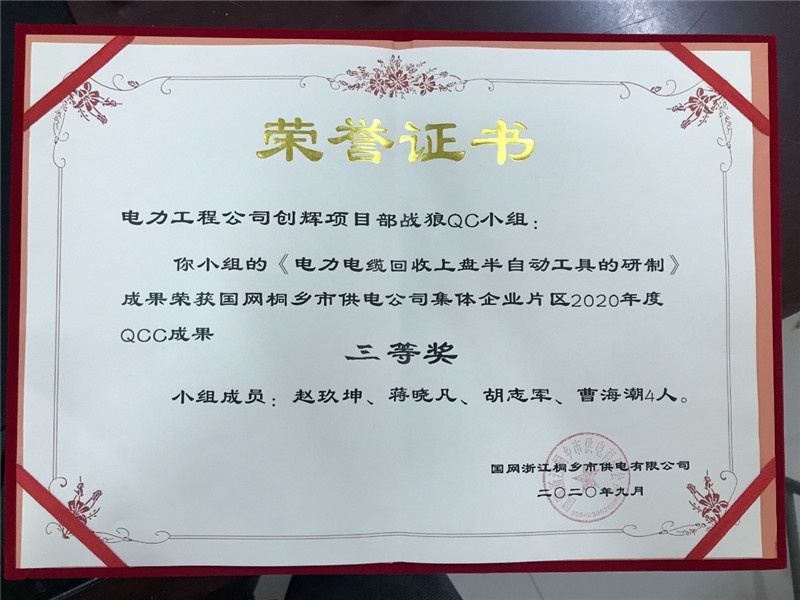 荣誉证书
电力工程公司创辉项目部战狼QC小组：
你小组的《电力电缆回收上盘半自动工具的研制》
成果荣获国网桐乡市供电公司集体企业片区2020年度
QCC成果
三等奖
小组成员：赵玖坤、蒋晓凡、胡志军、曹海潮4人。
国网浙江桐乡市供电有限公司
二〇二〇年九月